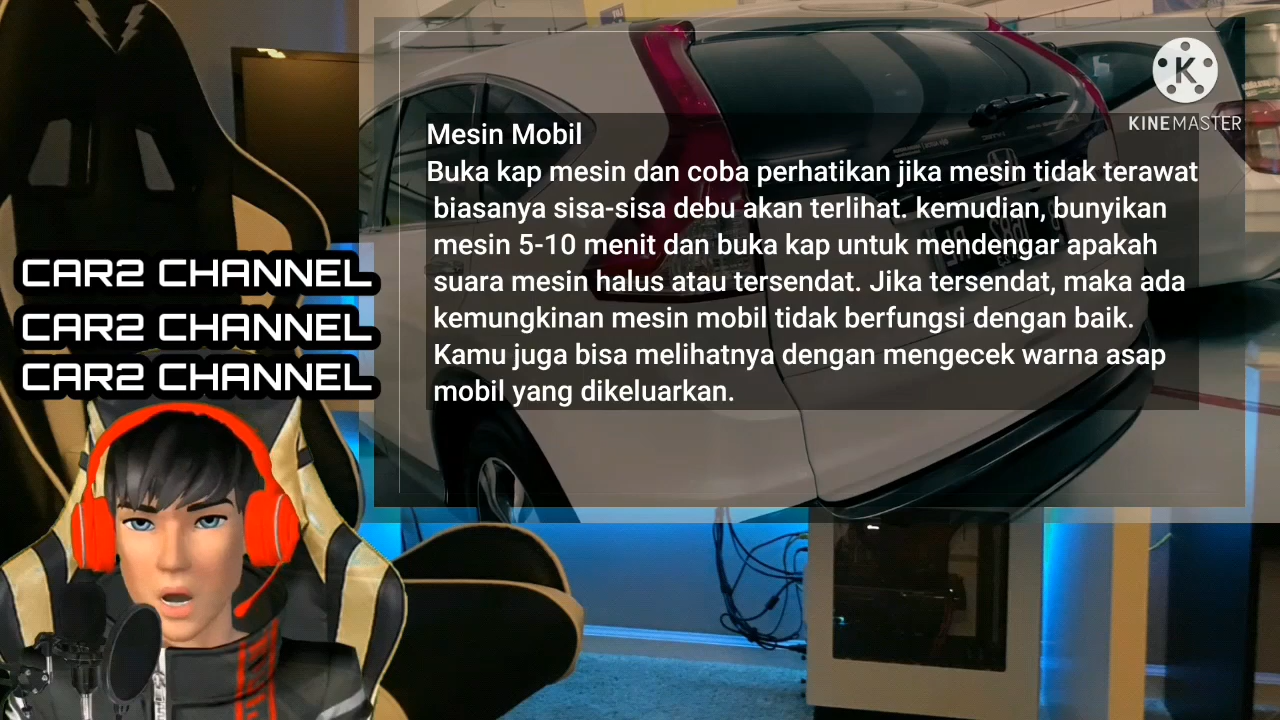 CAR2 CHANNEL
CAR2 CHANNEL
CAR2 CHANNEL
K
KINEMASTER
Mesin Mobil
Buka kap mesin dan coba perhatikan jika mesin tidak terawat
biasanya sisa-sisa debu akan terlihat. kemudian, bunyikan
mesin 5-10 menit dan buka kap untuk mendengar apakah
suara mesin halus atau tersendat. Jika tersendat, maka ada
kemungkinan mesin mobil tidak berfungsi dengan baik.
Kamu juga bisa melihatnya dengan mengecek warna asap
mobil yang dikeluarkan.